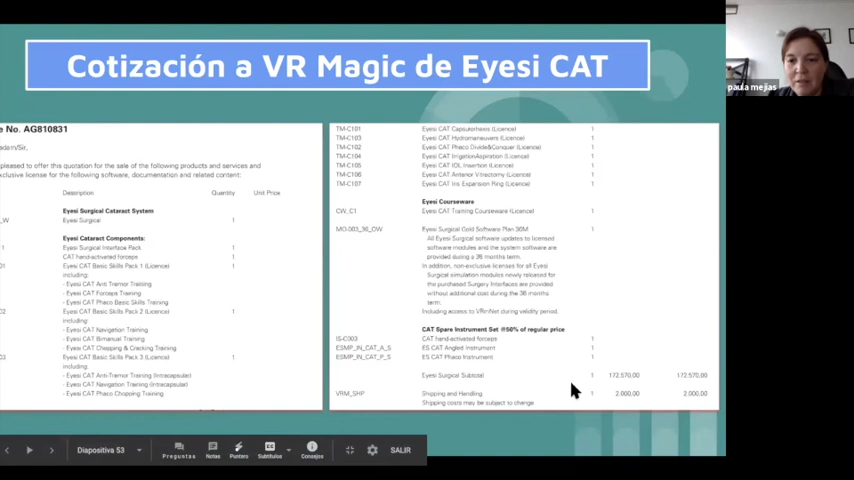 Cotización a VR Magic de Eyesi CAT
paula mejias
e No. AG810831
adam/Sir,
pleased to offer this quotation for the sale of the following products and services and
xclusive license for the following software, documentation and related content:
Description Quantity Unit Price
Eyesi Surgical Cataract System
_W Eyesi Surgical 1
Eyesi Cataract Components:
1 Eyesi Surgical Interface Pack 1
CAT hand-activated forceps 1
01 Eyesi CAT Basic Skills Pack 1 (Licence) 1
including:
- Eyesi CAT Anti Tremor Training
- Eyesi CAT Forceps Training
- Eyesi CAT Phaco Basic Skills Training
02 Eyesi CAT Basic Skills Pack 2 (Licence) 1
including:
- Eyesi CAT Navigation Training
- Eyesi CAT Bimanual Training
- Eyesi CAT Chopping & Cracking Training
03 Eyesi CAT Basic Skills Pack 3 (Licence) 1
including:
- Eyesi CAT Anti-Tremor Training (Intracapsular)
- Eyesi CAT Navigation Training (Intracapsular)
- Eyesi CAT Phaco Chopping Training
TM-C101 Eyesi CAT Capsulorhexis (Licence) 1
TM-C103 Eyesi CAT Hydromaneuvers (Licence) 1
TM-C102 Eyesi CAT Phaco Divide&Conquer (Licence) 1
TM-C104 Eyesi CAT Irrigation/Aspiration (Licence) 1
TM-C105 Eyesi CAT IOL Insertion (Licence) 1
TM-C106 Eyesi CAT Anterior Vitrectomy (Licence) 1
TM-C107 Eyesi CAT Iris Expansion Ring (Licence) 1
Eyesi Courseware
CW_C1 Eyesi CAT Training Courseware (Licence) 1
MO-003_36_OW Eyesi Surgical Gold Software Plan 36M 1
All Eyesi Surgical software updates to licensed
software modules and the system software are
provided during a 36 months term.
In addition, non-exclusive licenses for all Eyesi
Surgical simulation modules newly released for
the purchased Surgery Interfaces are provided
without additional cost during the 36 months
term.
Including access to VRmNet during validity period.
CAT Spare Instrument Set @50% of regular price
IS-C003 CAT hand-activated forceps 1
ESMP_IN_CAT_A_S ES CAT Angled Instrument 1
ESMP_IN_CAT_P_S ES CAT Phaco Instrument 1
Eyesi Surgical Subtotal 1 172.570,00 172.570,00
VRM_SHP Shipping and Handling 1 2.000,00 2.000,00
Shipping costs may be subject to change
Diapositiva 53
Preguntas
Notas
Puntero
Subtítulos
Consejos
SALIR